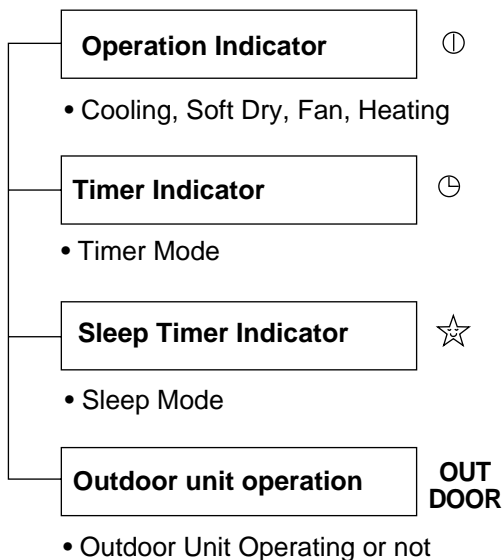 Operation Indicator
• Cooling, Soft Dry, Fan, Heating
Timer Indicator
• Timer Mode
Sleep Timer Indicator
• Sleep Mode
Outdoor unit operation
OUT
DOOR
• Outdoor Unit Operating or not